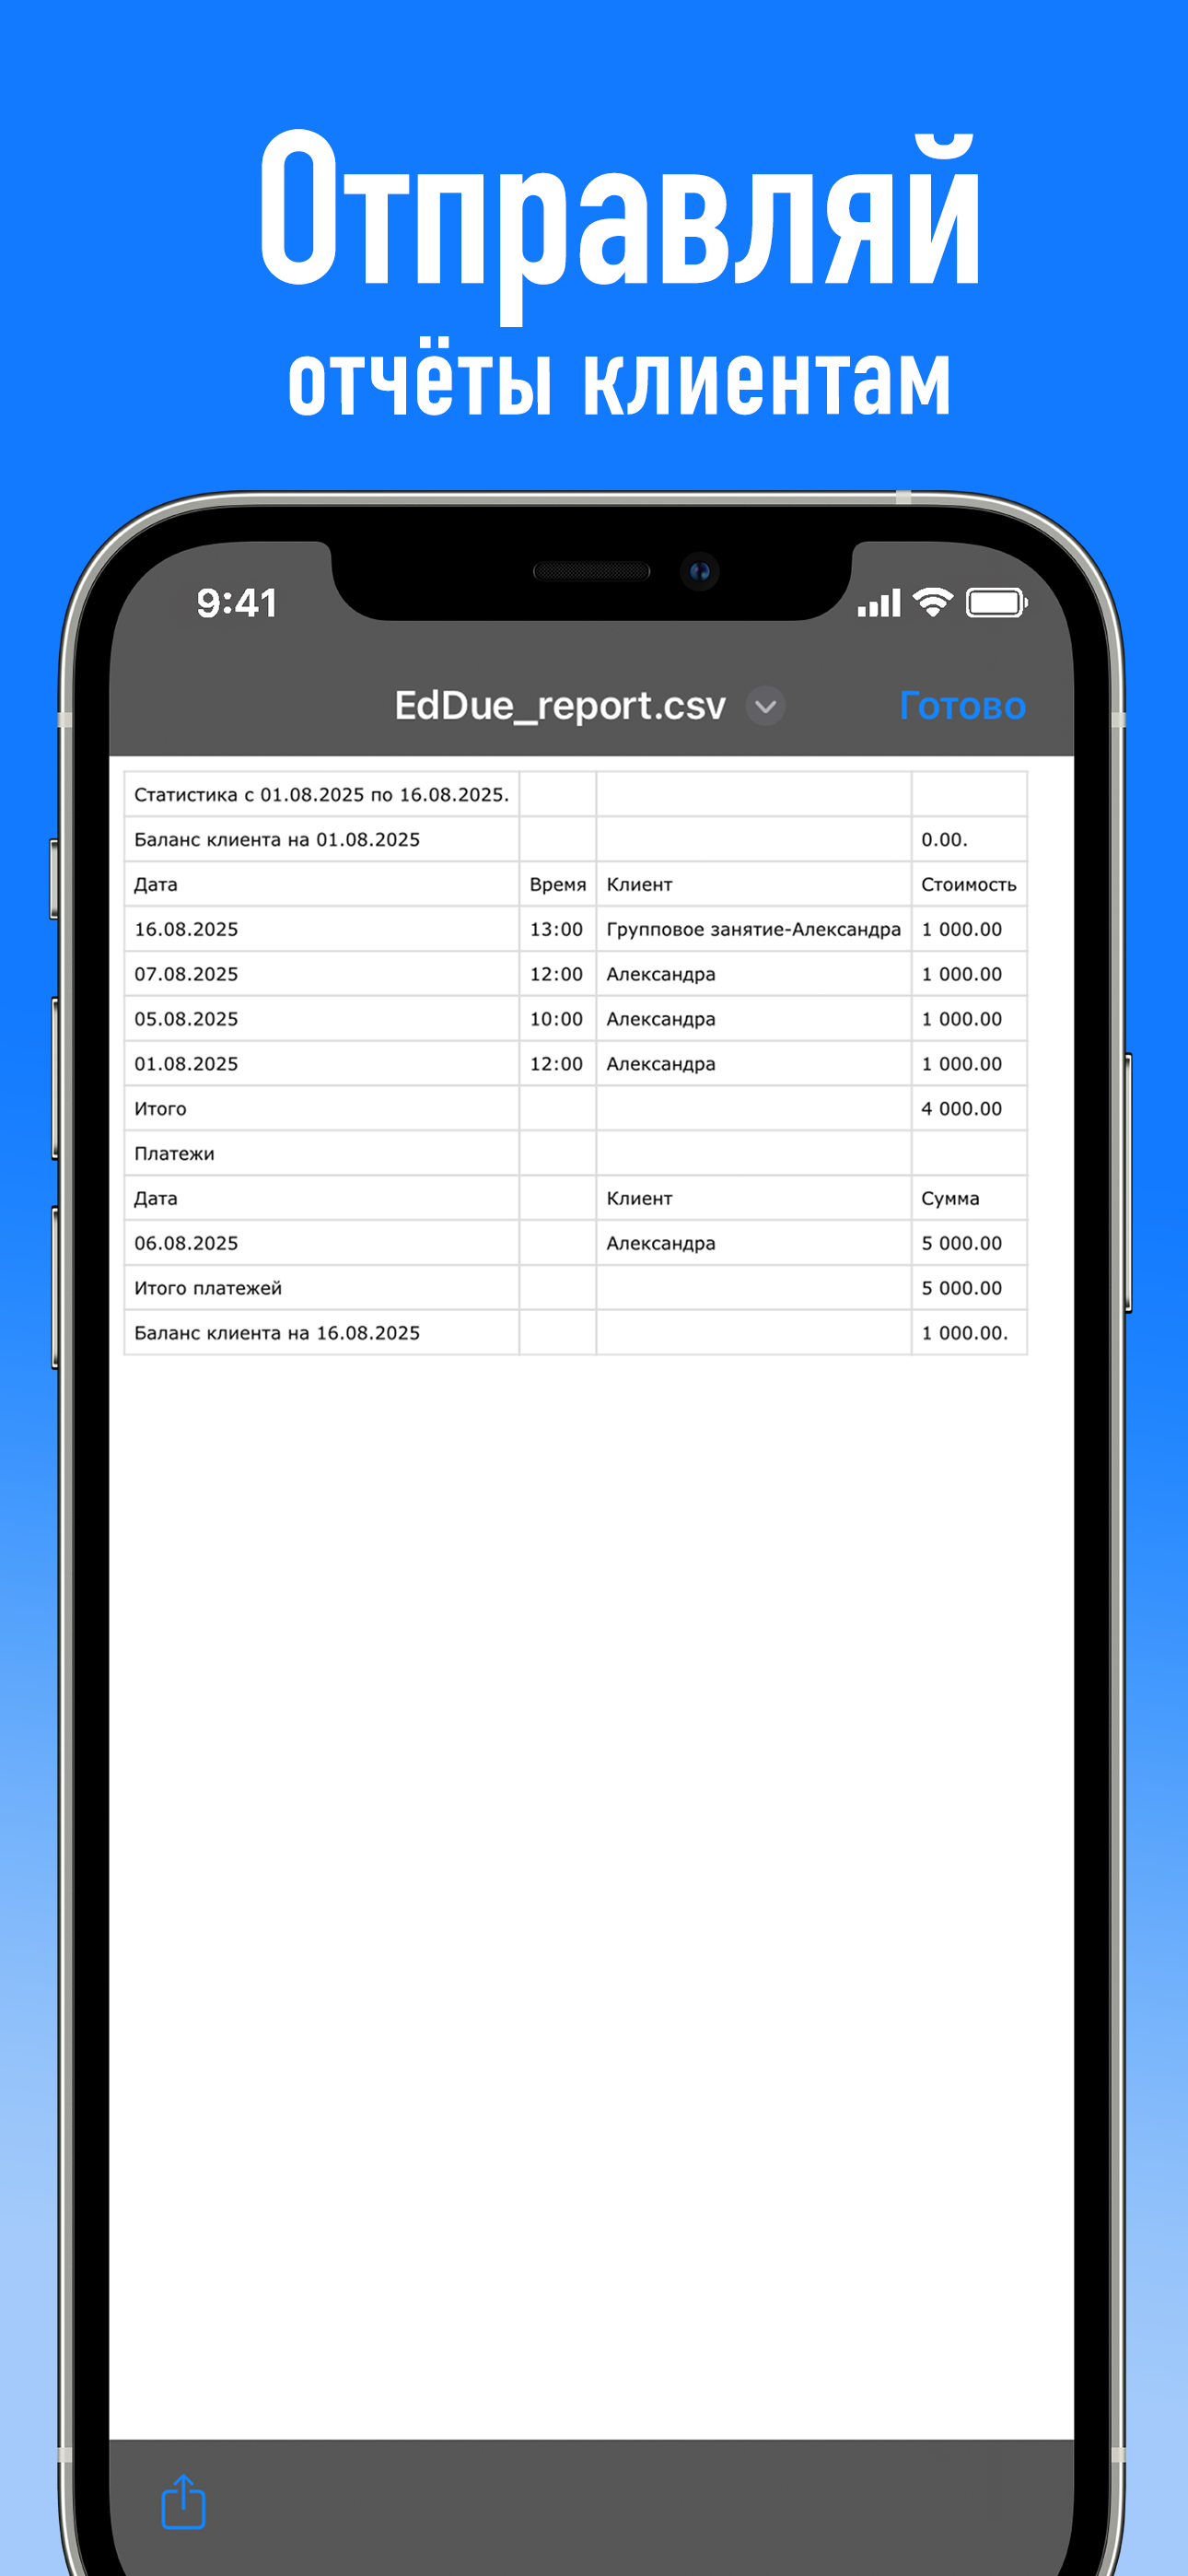 Отправляй
отчёты клиентам
9:41
EdDue_report.csv Готово
Статистика с 01.08.2025 по 16.08.2025.
Баланс клиента на 01.08.2025 0.00.
Дата Время Клиент Стоимость
16.08.2025 13:00 Групповое занятие-Александра 1 000.00
07.08.2025 12:00 Александра 1 000.00
05.08.2025 10:00 Александра 1 000.00
01.08.2025 12:00 Александра 1 000.00
Итого 4 000.00
Платежи
Дата Клиент Сумма
06.08.2025 Александра 5 000.00
Итого платежей 5 000.00
Баланс клиента на 16.08.2025 1 000.00.